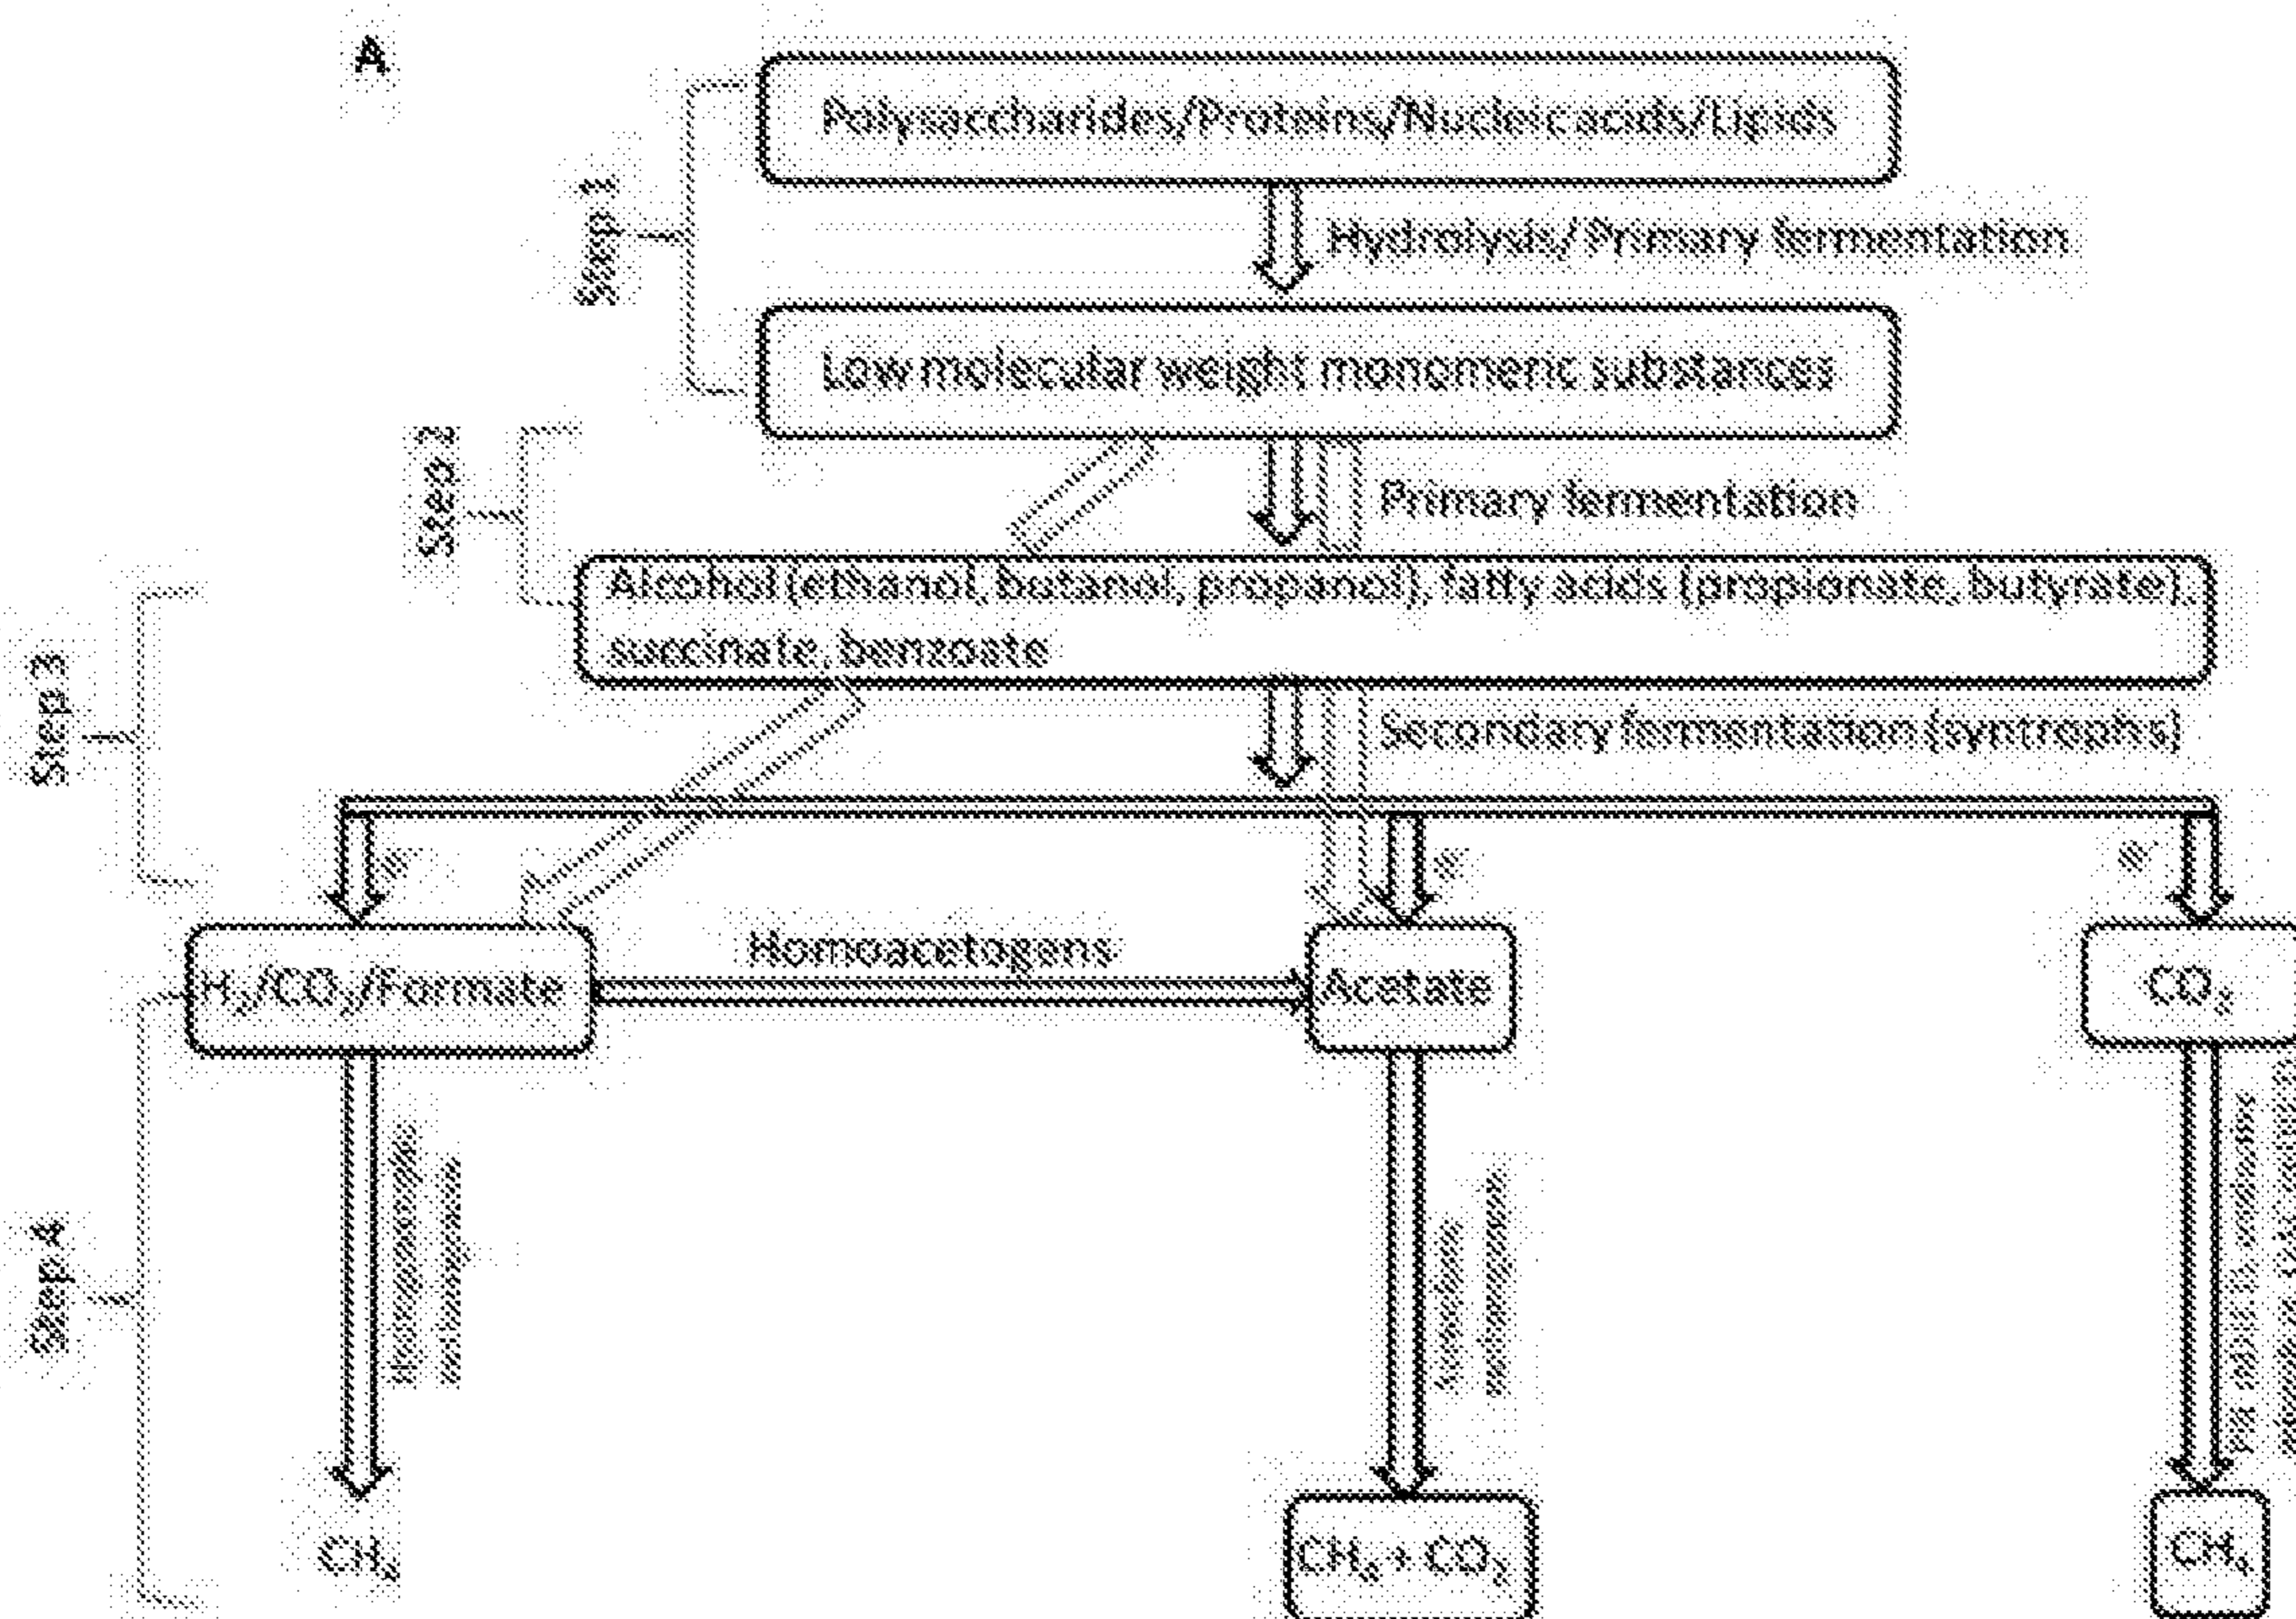 A
Polysaccharides/Proteins/Nucleic acids/Lipids
Step 1
Hydrolysis/ Primary fermentation
Low molecular weight monomeric substances
Step 2
Primary fermentation
Alcohol (ethanol, butanol, propanol), fatty acids (propionate, butyrate),
succinate, benzoate
Step 3
Secondary fermentation (syntrophs)
*
*
*
H₂/CO₂/Formate
Homoacetogens
Acetate
CO₂
Step 4
CH₄
CH₄ + CO₂
CH₄